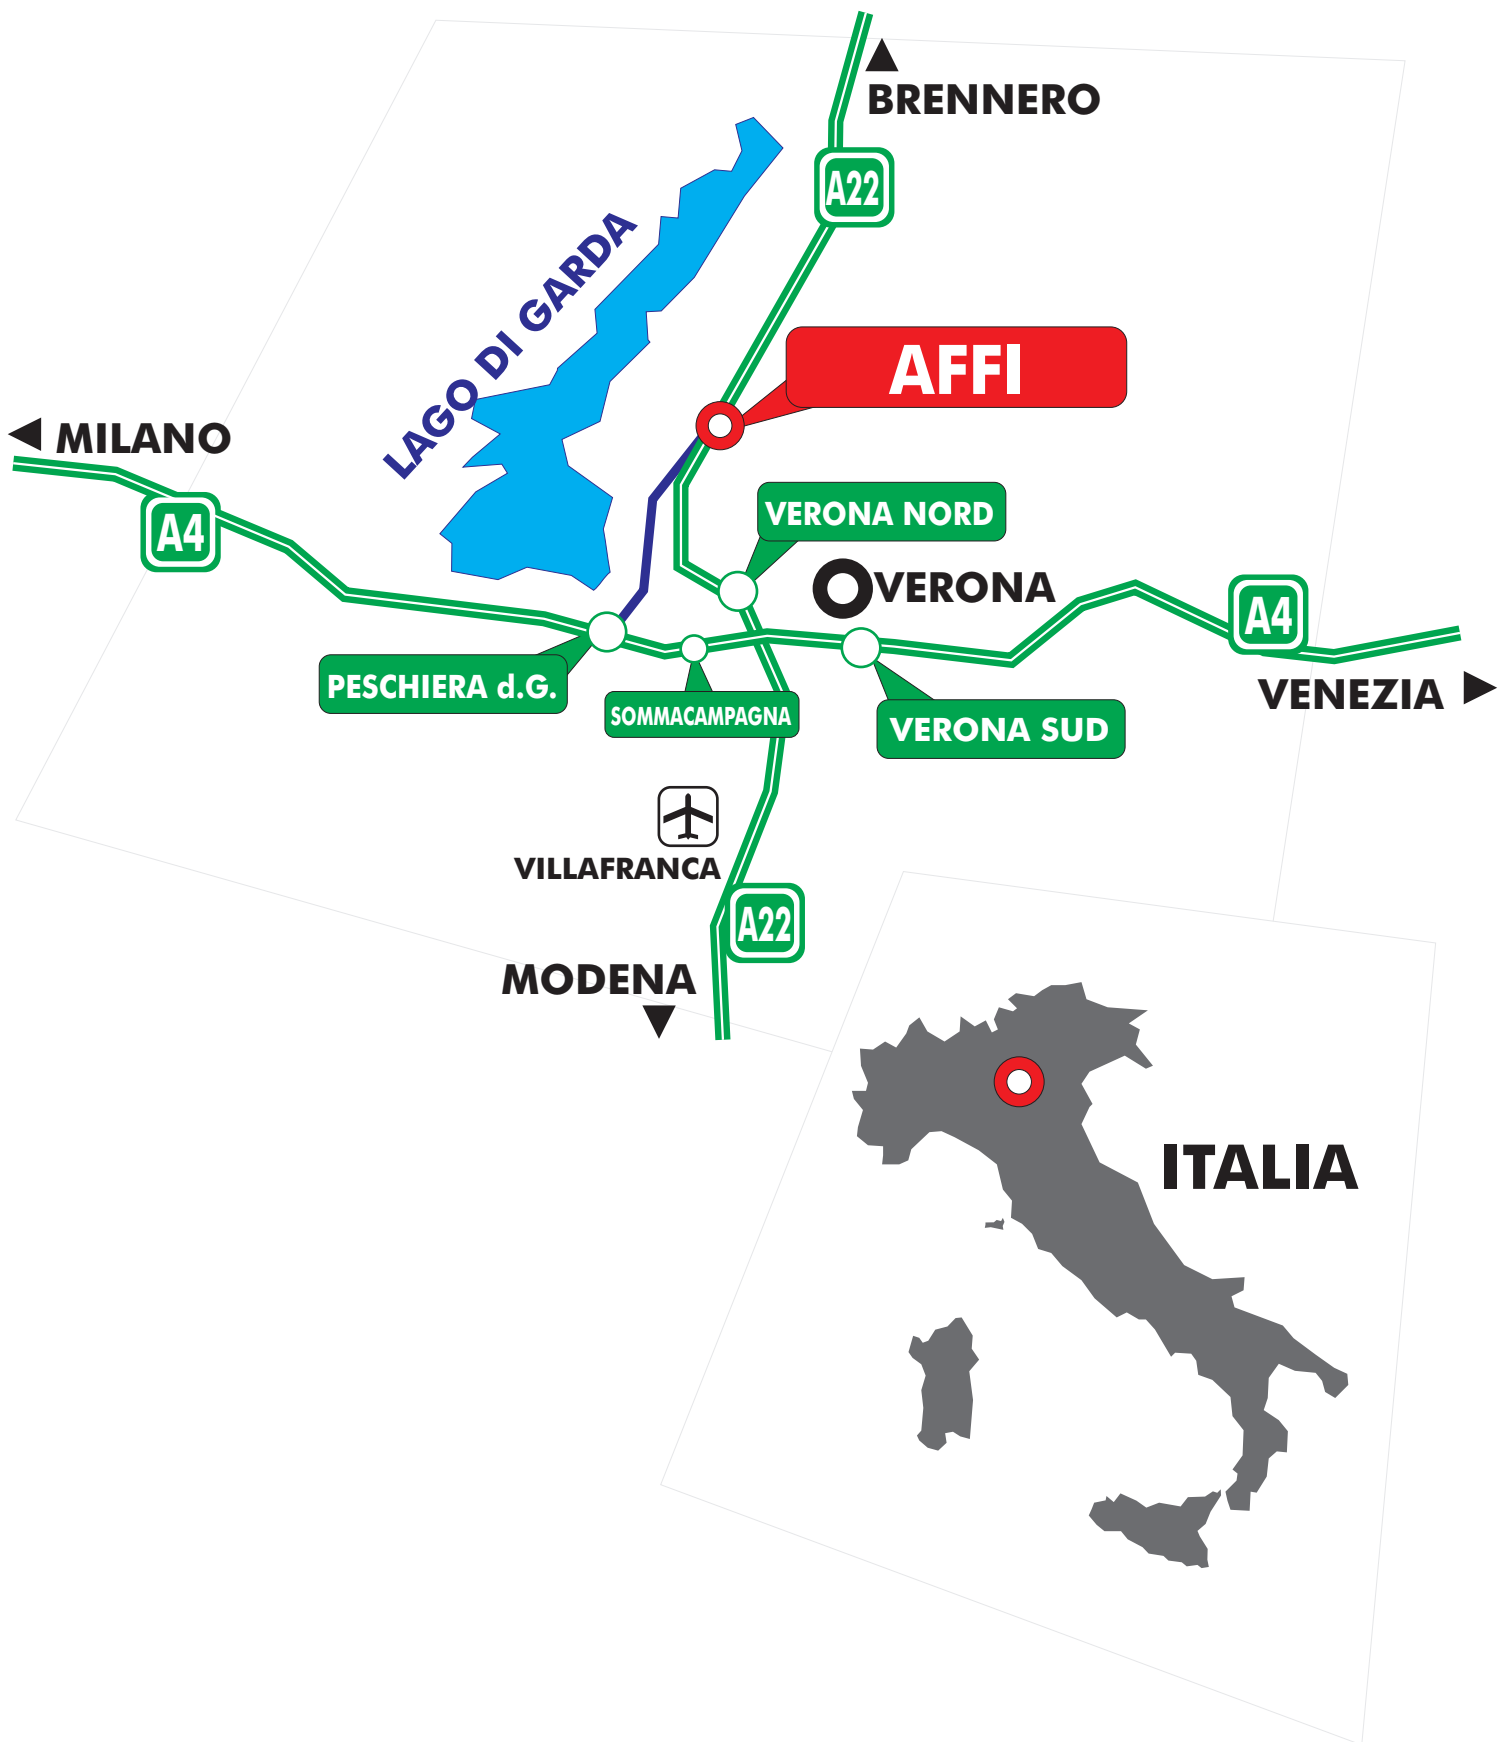 BRENNERO
A22
LAGO DI GARDA
AFFI
MILANO
A4
VERONA NORD
VERONA
A4
PESCHIERA d.G.
SOMMACAMPAGNA
VERONA SUD
VENEZIA
VILLAFRANCA
A22
MODENA
ITALIA